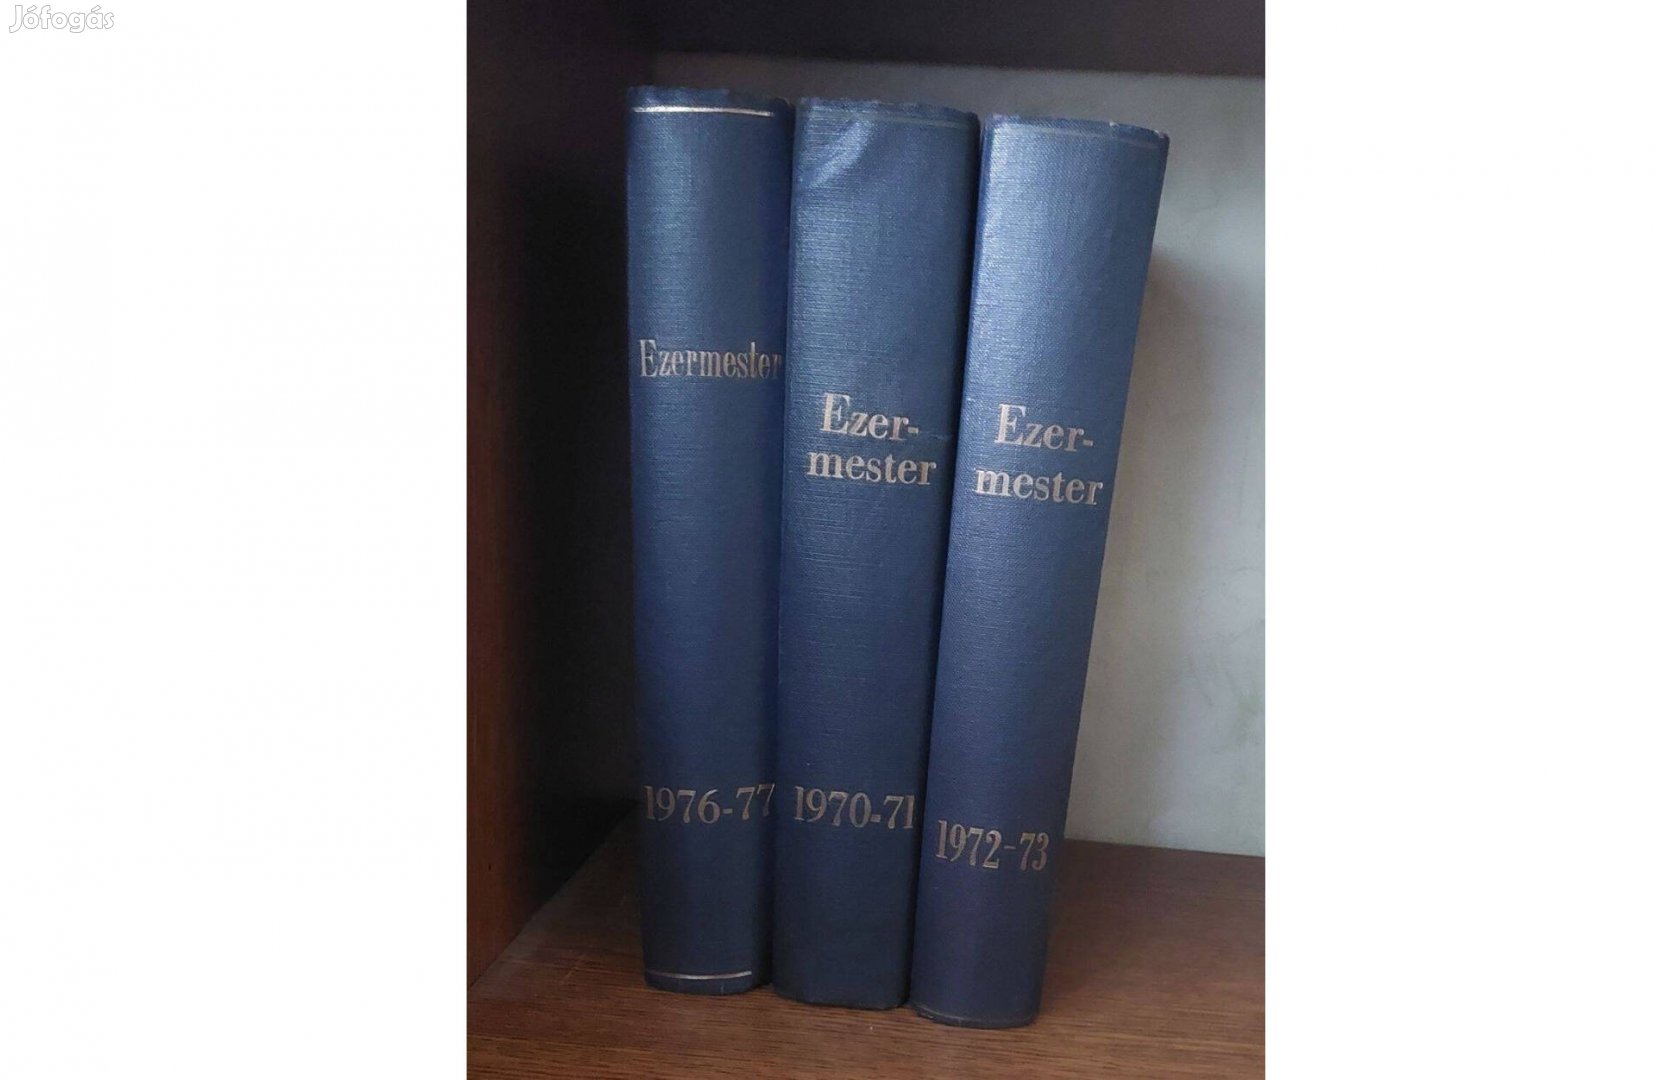 Jófogás
Ezermester
1976-77
Ezer-
mester
1970-71
Ezer-
mester
1972-73